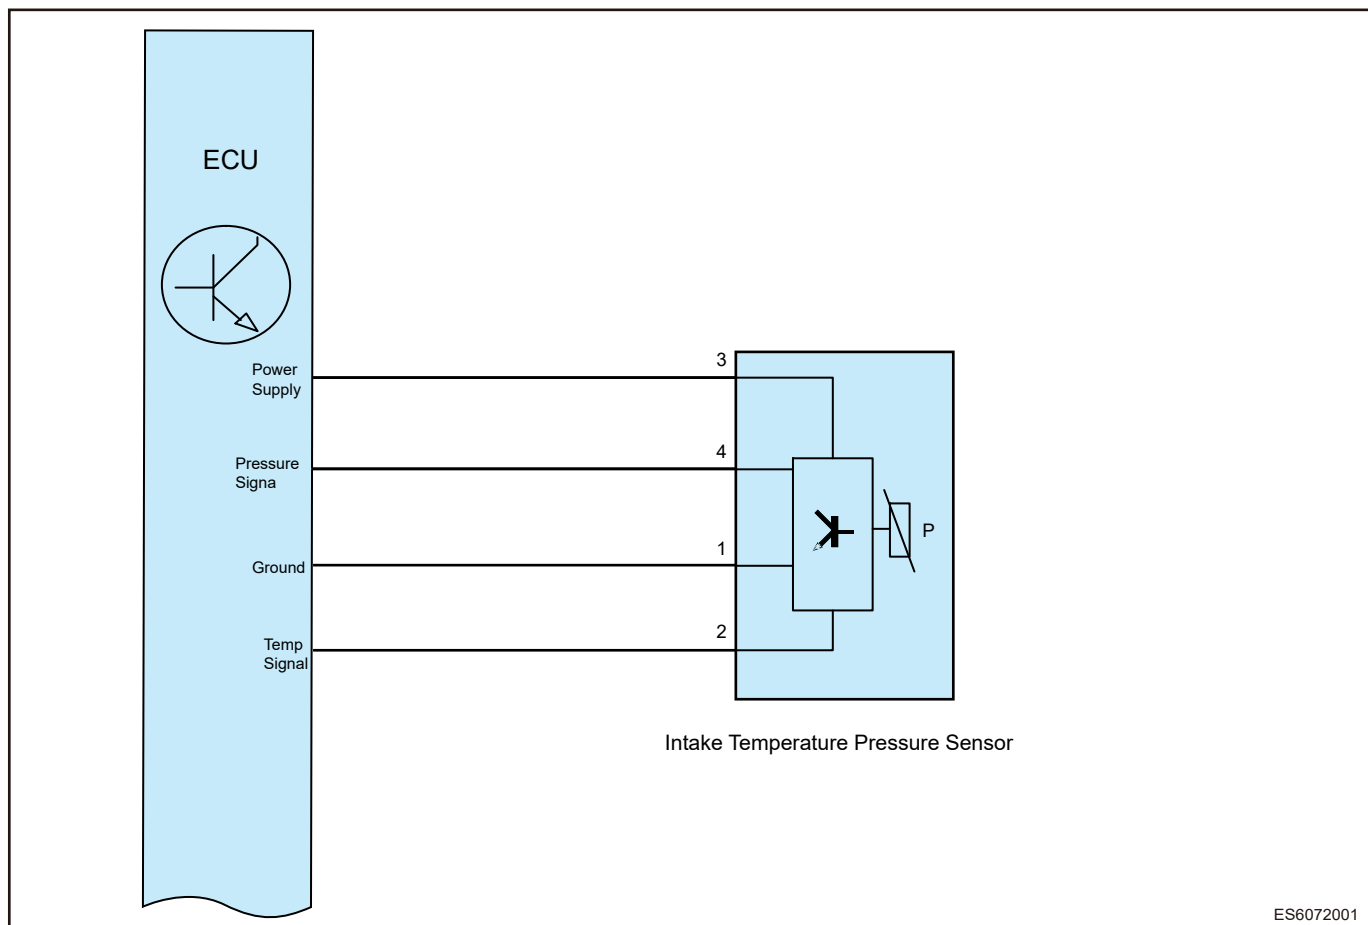 ECU
Power
Supply
3
Pressure
Signa
4
P
Ground
1
Temp
Signal
2
Intake Temperature Pressure Sensor
ES6072001